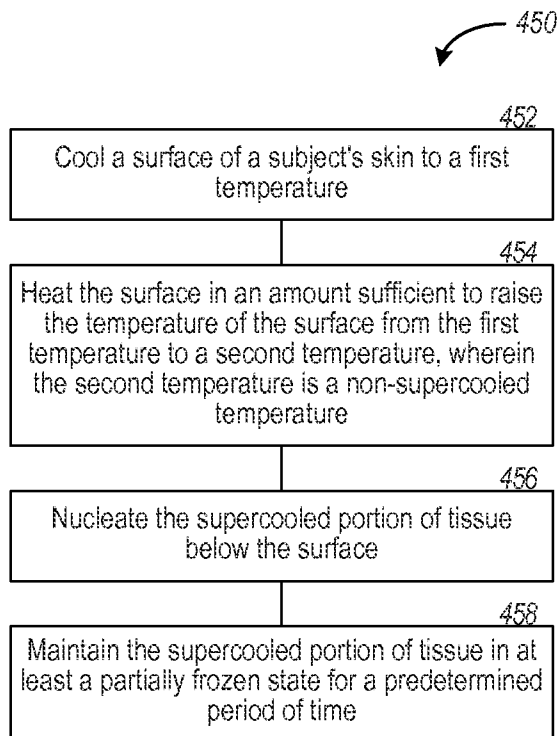 450
452
Cool a surface of a subject's skin to a first
temperature
454
Heat the surface in an amount sufficient to raise
the temperature of the surface from the first
temperature to a second temperature, wherein
the second temperature is a non-supercooled
temperature
456
Nucleate the supercooled portion of tissue
below the surface
458
Maintain the supercooled portion of tissue in at
least a partially frozen state for a predetermined
period of time